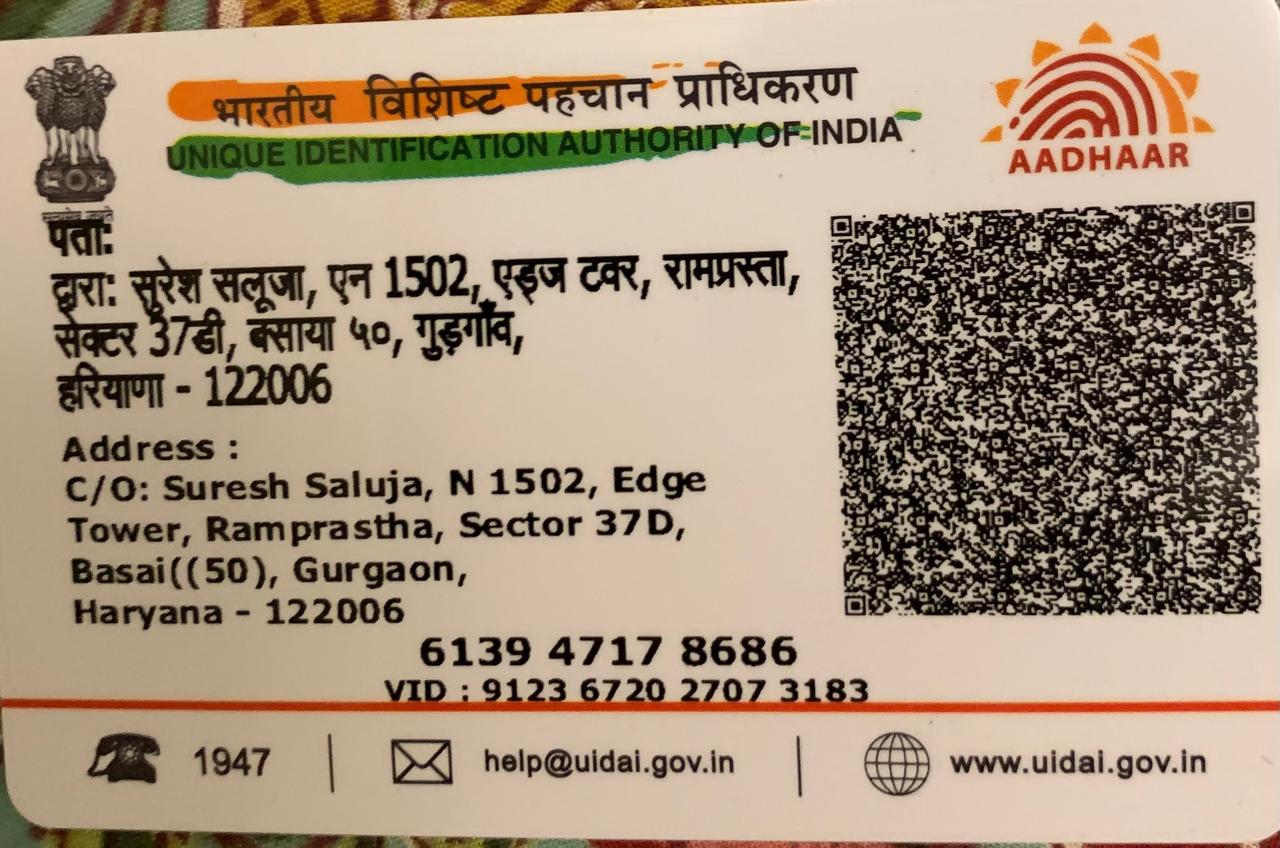 भारतीय विशिष्ट पहचान प्राधिकरण
UNIQUE IDENTIFICATION AUTHORITY OF INDIA
AADHAAR
पता:
द्वारा: सुरेश सलूजा, एन 1502, एड्ज टवर, रामप्रस्ता,
सेक्टर 37डी, बसाया ५०, गुड़गाँव,
हरियाणा - 122006
Address :
C/O: Suresh Saluja, N 1502, Edge
Tower, Ramprastha, Sector 37D,
Basai((50), Gurgaon,
Haryana - 122006
6139 4717 8686
VID : 9123 6720 2707 3183
1947 | help@uidai.gov.in | www.uidai.gov.in